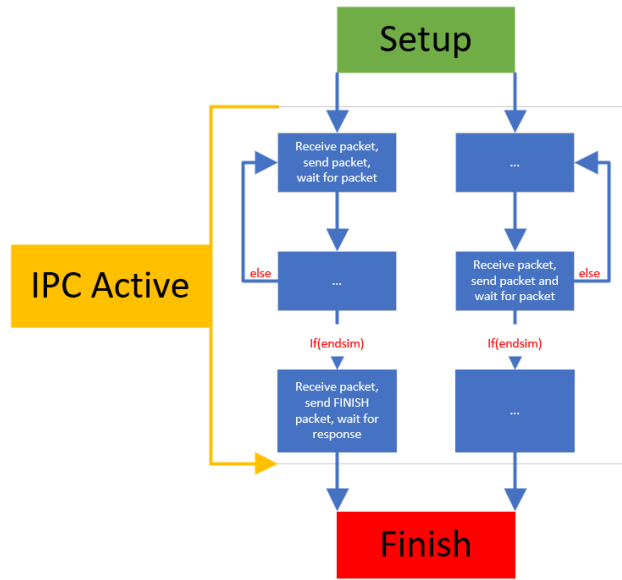 Setup
Receive packet,
send packet,
wait for packet
...
else
...
Receive packet,
send packet and
wait for packet
else
IPC Active
If(endsim)
If(endsim)
Receive packet,
send FINISH
packet, wait for
response
...
Finish